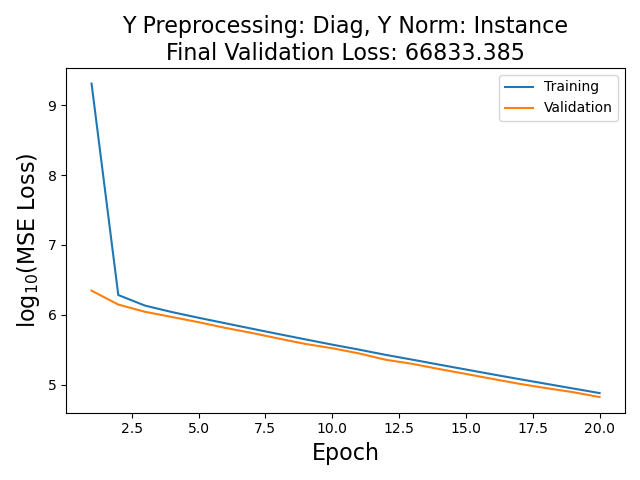 Y Preprocessing: Diag, Y Norm: Instance
Final Validation Loss: 66833.385
Training
Validation
log₁₀(MSE Loss)
9
8
7
6
5
2.5 5.0 7.5 10.0 12.5 15.0 17.5 20.0
Epoch